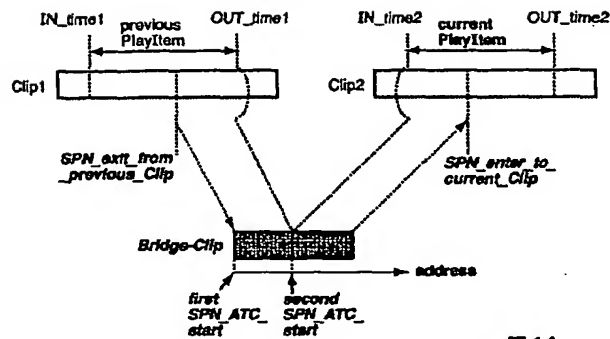 IN_time1
previous
PlayItem
OUT_time1
IN_time2
current
PlayItem
OUT_time2
Clip1
Clip2
SPN_exit_from
_previous_Clip
SPN_enter_to_
current_Clip
Bridge-Clip
address
first
SPN_ATC_
start
second
SPN_ATC_
start